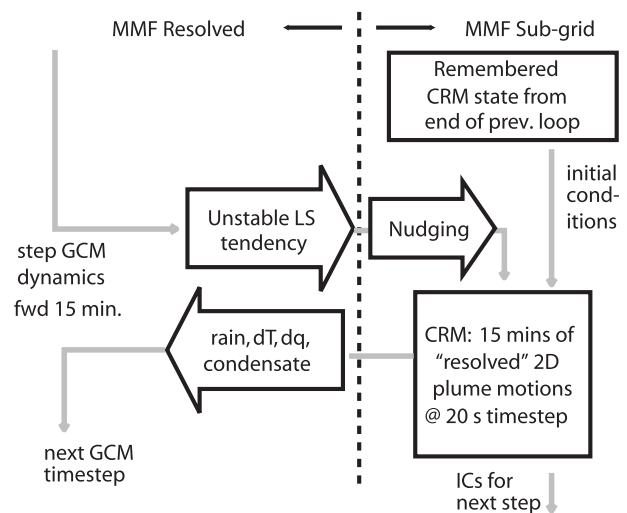 MMF Resolved
MMF Sub-grid
Remembered
CRM state from
end of prev. loop
initial
cond-
itions
Unstable LS
tendency
Nudging
step GCM
dynamics
fwd 15 min.
rain, dT, dq,
condensate
CRM: 15 mins of
“resolved” 2D
plume motions
@ 20 s timestep
next GCM
timestep
ICs for
next step